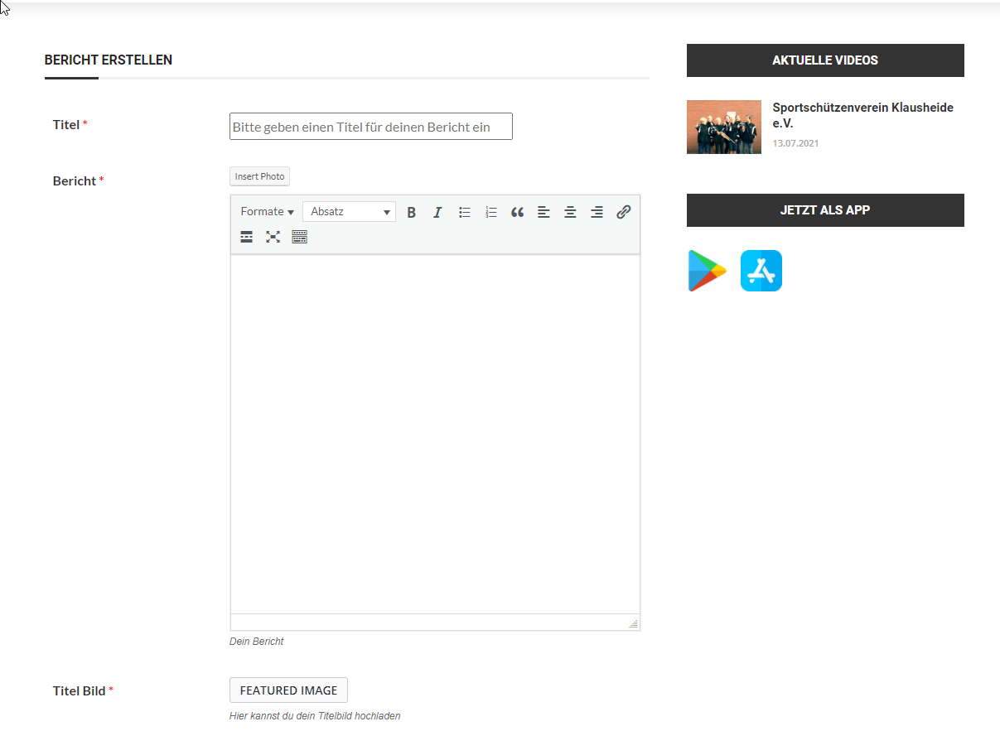 BERICHT ERSTELLEN
Titel *
Bitte geben einen Titel für deinen Bericht ein
Bericht *
Insert Photo
Formate
Absatz
Dein Bericht
Titel Bild *
FEATURED IMAGE
Hier kannst du dein Titelbild hochladen
AKTUELLE VIDEOS
Sportschützenverein Klausheide
e.V.
13.07.2021
JETZT ALS APP